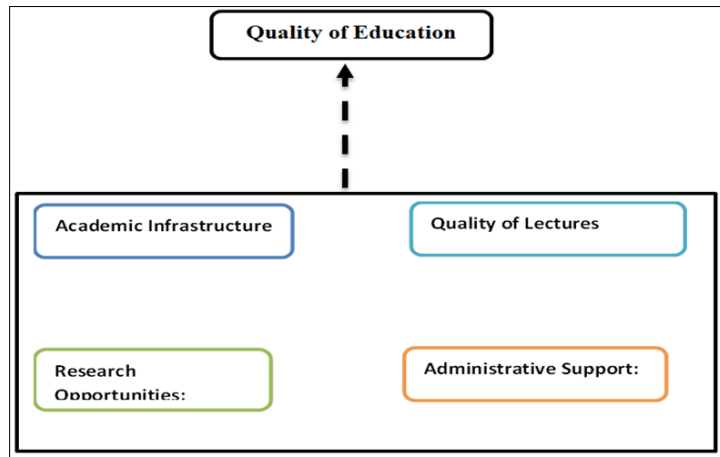 Quality of Education
Academic Infrastructure
Quality of Lectures
Research
Opportunities:
Administrative Support: